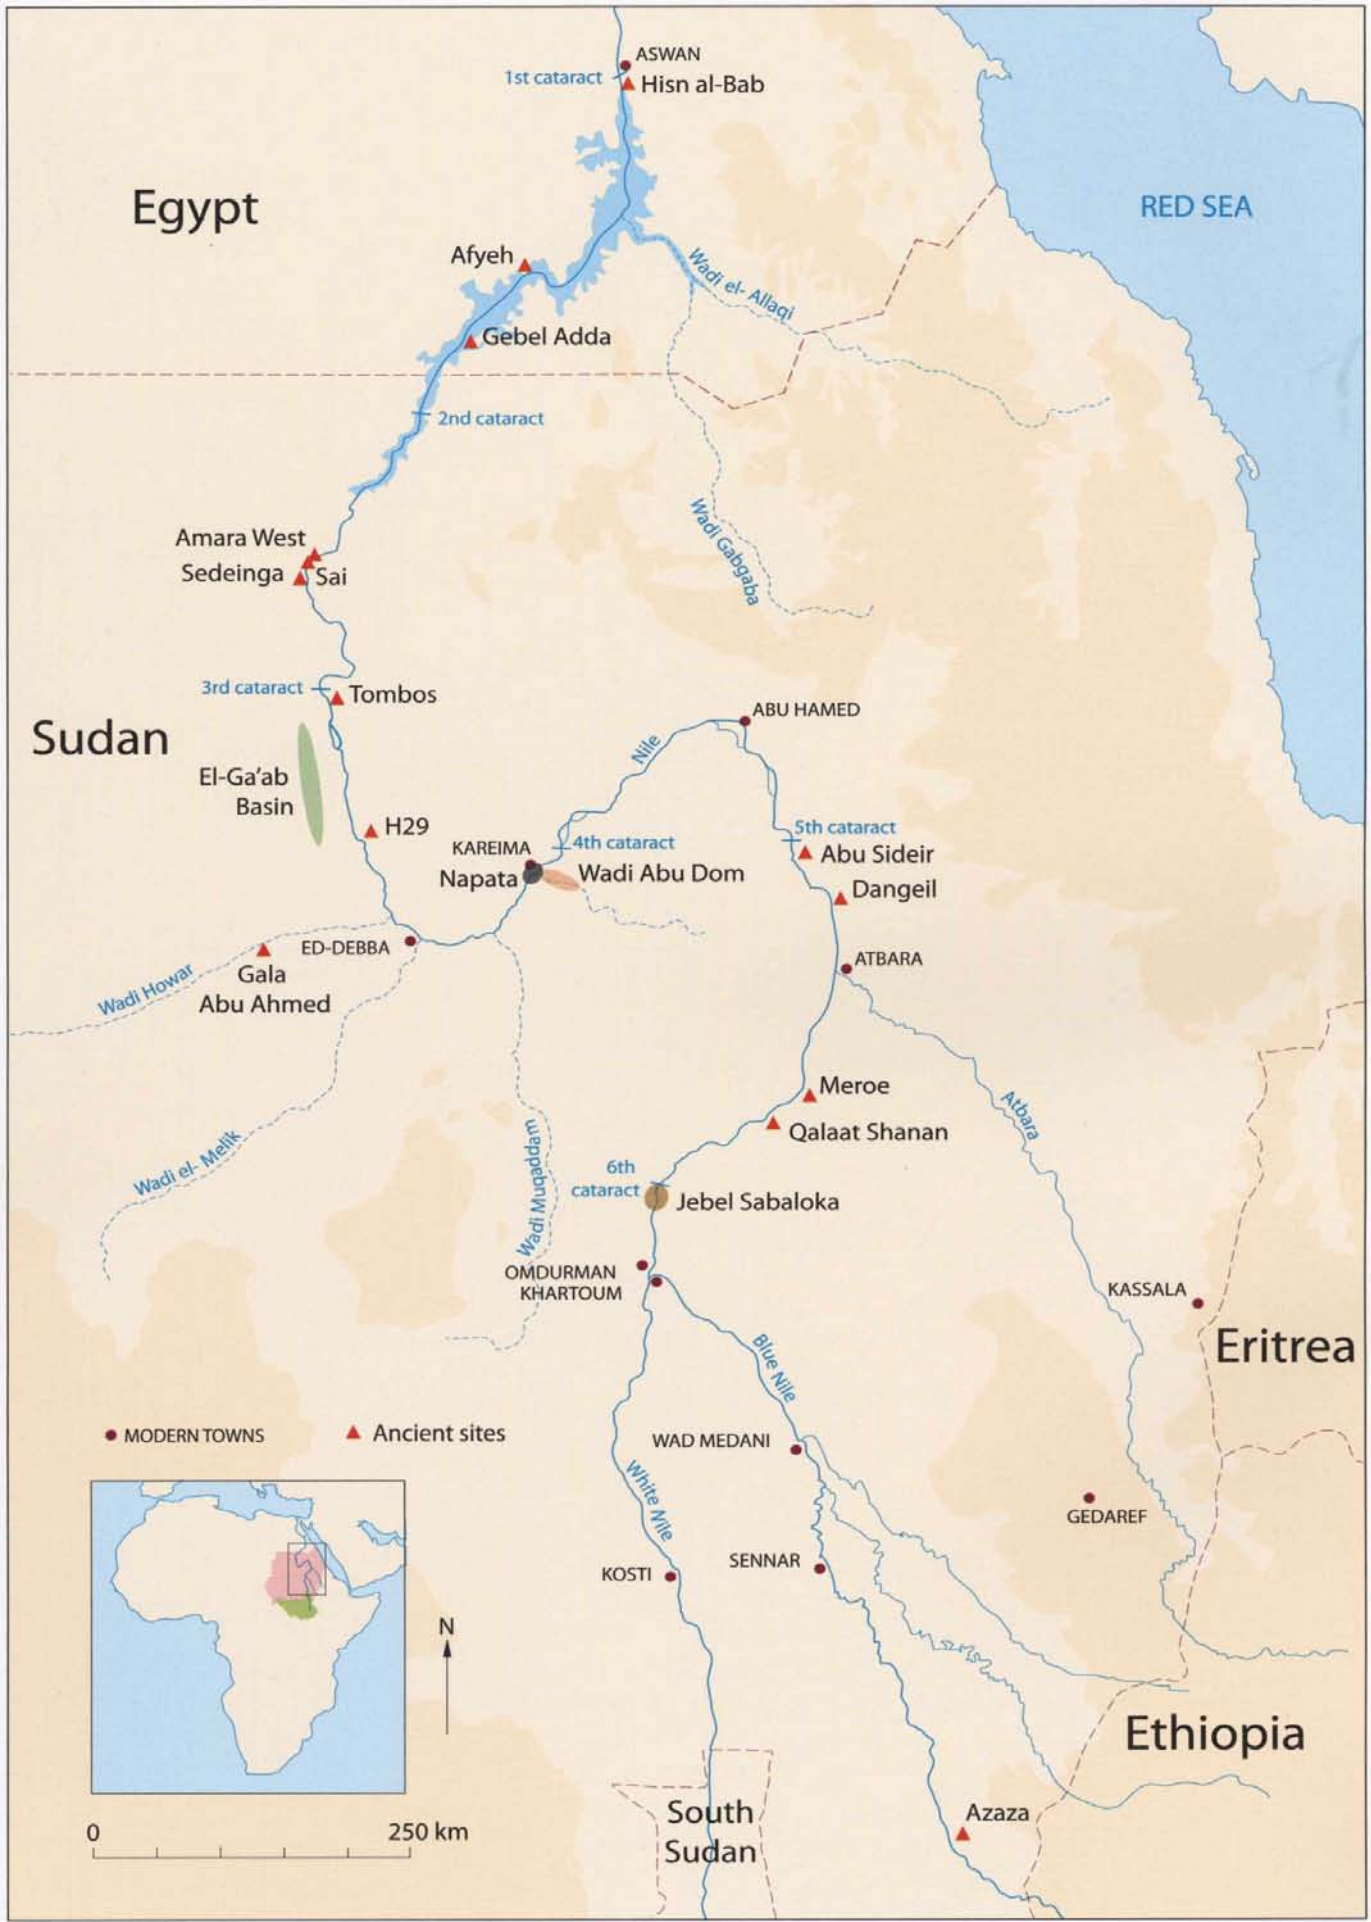 ASWAN
1st cataract
Hisn al-Bab
Egypt
RED SEA
Afyeh
Wadi el- Allaqi
Gebel Adda
2nd cataract
Wadi Gabgaba
Amara West
Sedeinga
Sai
3rd cataract
Tombos
Sudan
ABU HAMED
Nile
El-Ga'ab
Basin
H29
5th cataract
KAREIMA
4th cataract
Abu Sideir
Napata
Wadi Abu Dom
Dangeil
ED-DEBBA
ATBARA
Gala
Abu Ahmed
Wadi Howar
Meroe
Atbara
Qalaat Shanan
Wadi el- Melik
Wadi Muqaddam
6th
cataract
Jebel Sabaloka
OMDURMAN
KHARTOUM
KASSALA
Eritrea
Blue Nile
MODERN TOWNS
Ancient sites
WAD MEDANI
White Nile
GEDAREF
KOSTI
SENNAR
N
Ethiopia
South
Sudan
Azaza
0
250 km